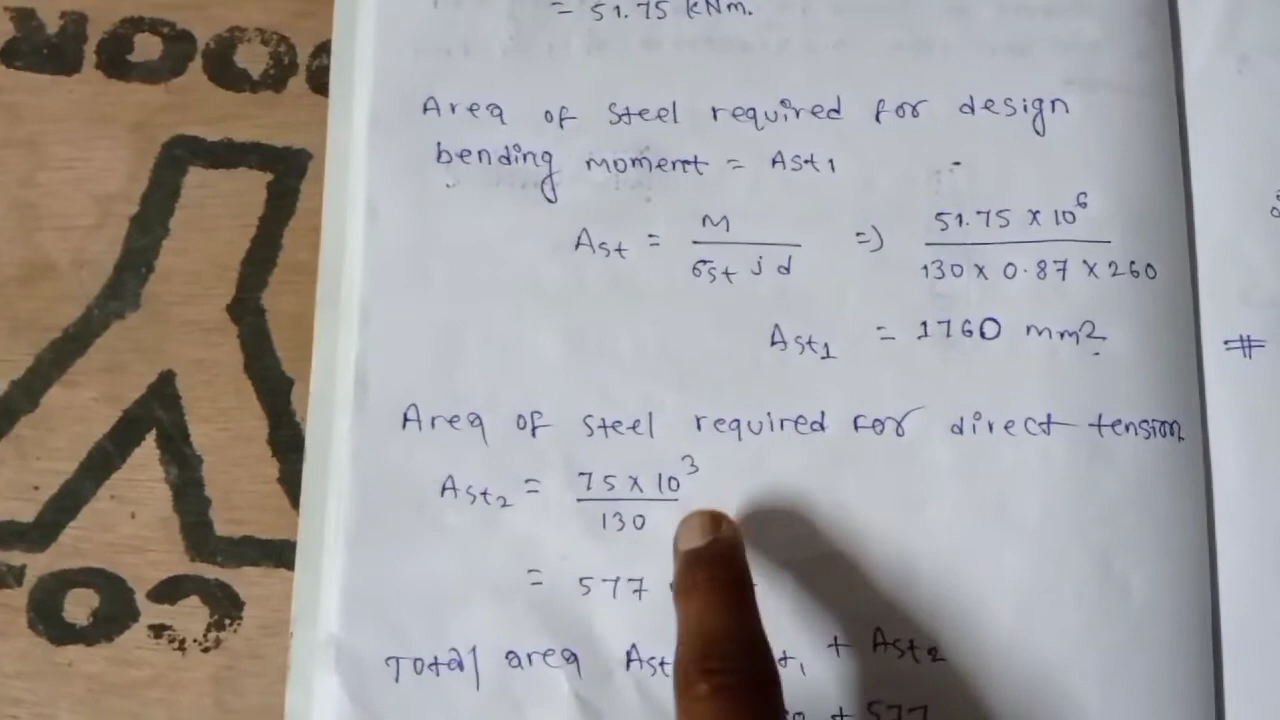 = 51.75 kNm.
Area of steel required for design
bending moment = Ast1
Ast = M / σst j d => 51.75 x 10^6 / 130 x 0.87 x 260
Ast1 = 1760 mm2.
Area of steel required for direct tension
Ast2 = 75 x 10^3 / 130
= 577
Total area Ast + Ast2
+ 577
#
CO